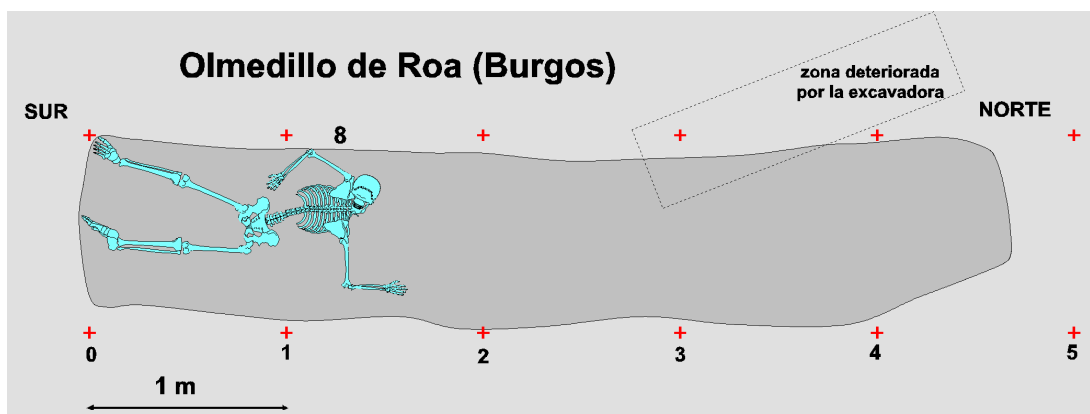 Olmedillo de Roa (Burgos)
zona deteriorada
por la excavadora
SUR
NORTE
8
0
1
2
3
4
5
1 m